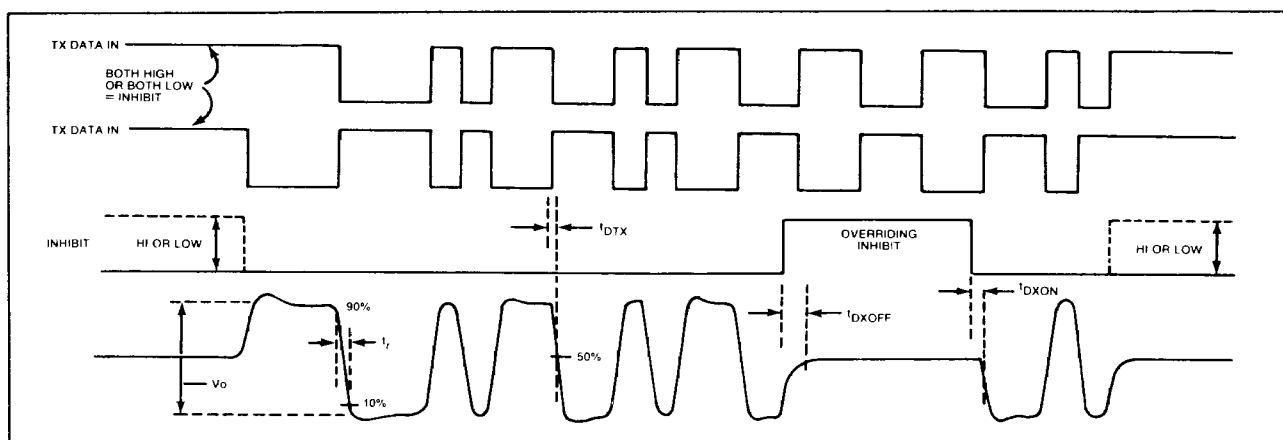 TX DATA IN
BOTH HIGH
OR BOTH LOW
= INHIBIT
TX DATA IN
tDTX
INHIBIT
HI OR LOW
OVERRIDING
INHIBIT
HI OR LOW
tDXON
90%
tDXOFF
tr
50%
Vo
10%